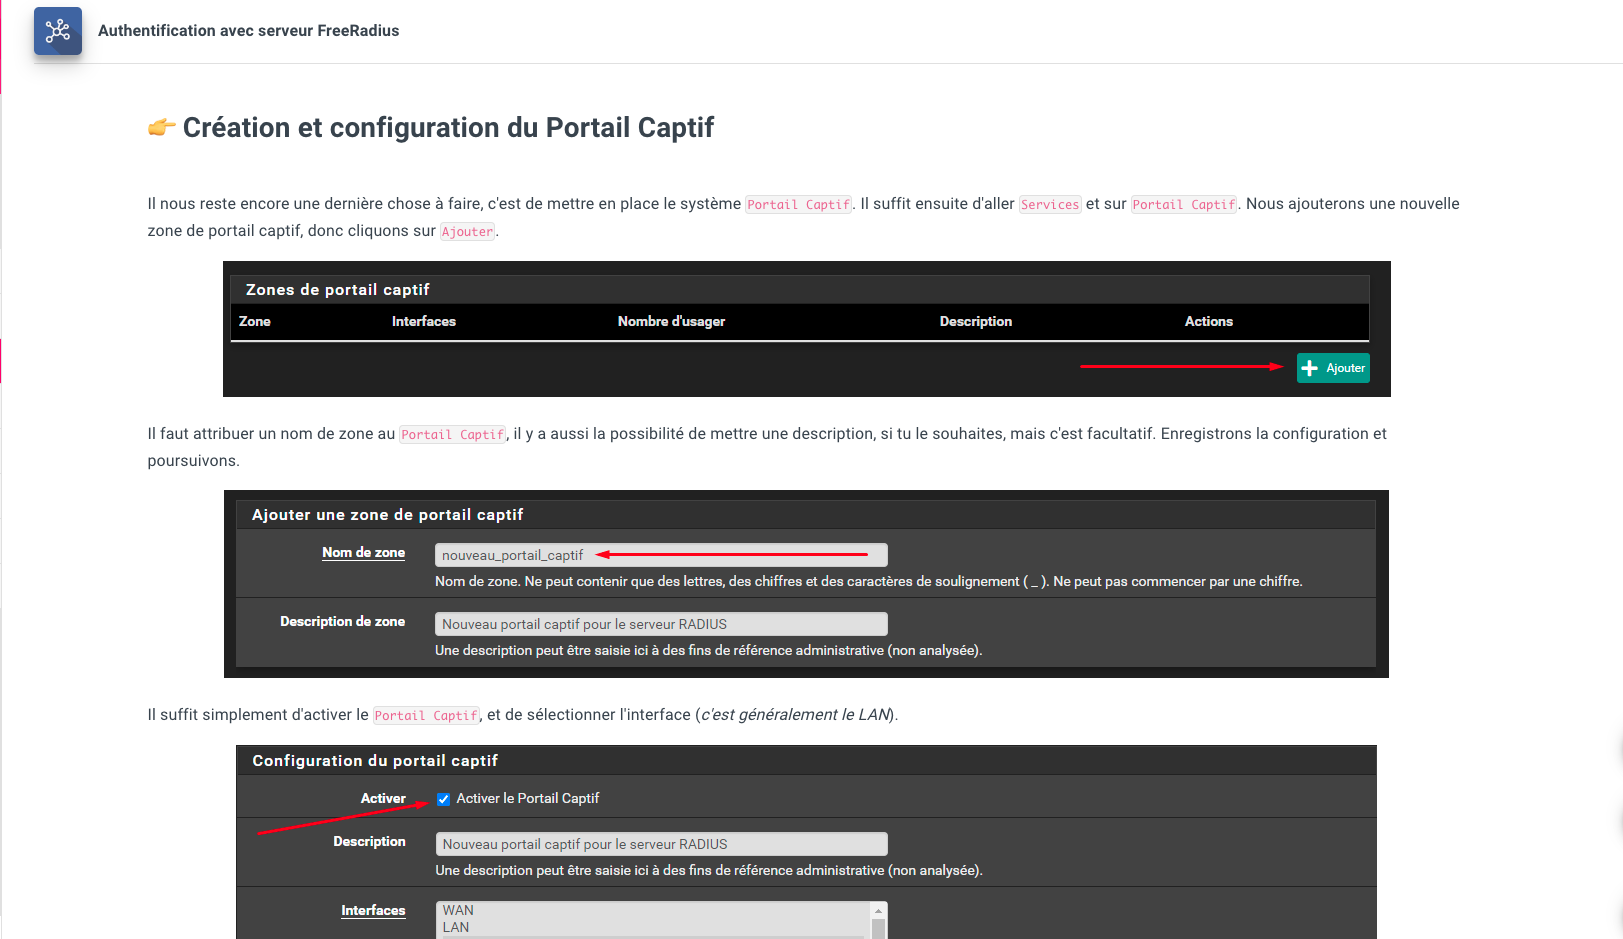 Authentification avec serveur FreeRadius
👉 Création et configuration du Portail Captif
Il nous reste encore une dernière chose à faire, c'est de mettre en place le système Portail Captif. Il suffit ensuite d'aller Services et sur Portail Captif. Nous ajouterons une nouvelle
zone de portail captif, donc cliquons sur Ajouter.
Zones de portail captif
Zone Interfaces Nombre d'usager Description Actions
Ajouter
Il faut attribuer un nom de zone au Portail Captif, il y a aussi la possibilité de mettre une description, si tu le souhaites, mais c'est facultatif. Enregistrons la configuration et
poursuivons.
Ajouter une zone de portail captif
Nom de zone nouveau_portail_captif
Nom de zone. Ne peut contenir que des lettres, des chiffres et des caractères de soulignement ( _ ). Ne peut pas commencer par une chiffre.
Description de zone Nouveau portail captif pour le serveur RADIUS
Une description peut être saisie ici à des fins de référence administrative (non analysée).
Il suffit simplement d'activer le Portail Captif, et de sélectionner l'interface (c'est généralement le LAN).
Configuration du portail captif
Activer Activer le Portail Captif
Description Nouveau portail captif pour le serveur RADIUS
Une description peut être saisie ici à des fins de référence administrative (non analysée).
Interfaces WAN
LAN